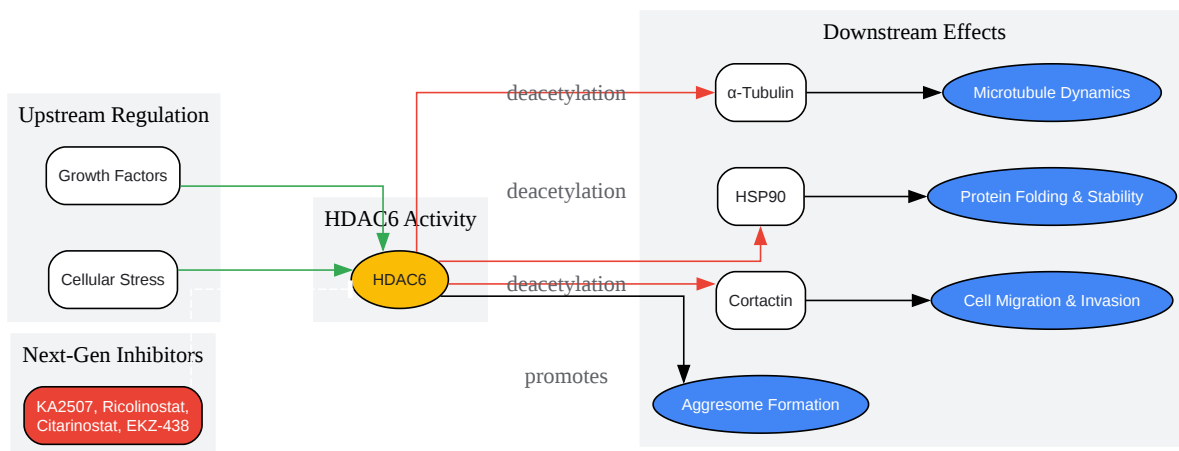 Downstream Effects
deacetylation
α-Tubulin
Microtubule Dynamics
Upstream Regulation
Growth Factors
deacetylation
HSP90
Protein Folding & Stability
HDAC6 Activity
Cellular Stress
HDAC6
deacetylation
Cortactin
Cell Migration & Invasion
Next-Gen Inhibitors
KA2507, Ricolinostat,
Citarinostat, EKZ-438
promotes
Aggresome Formation